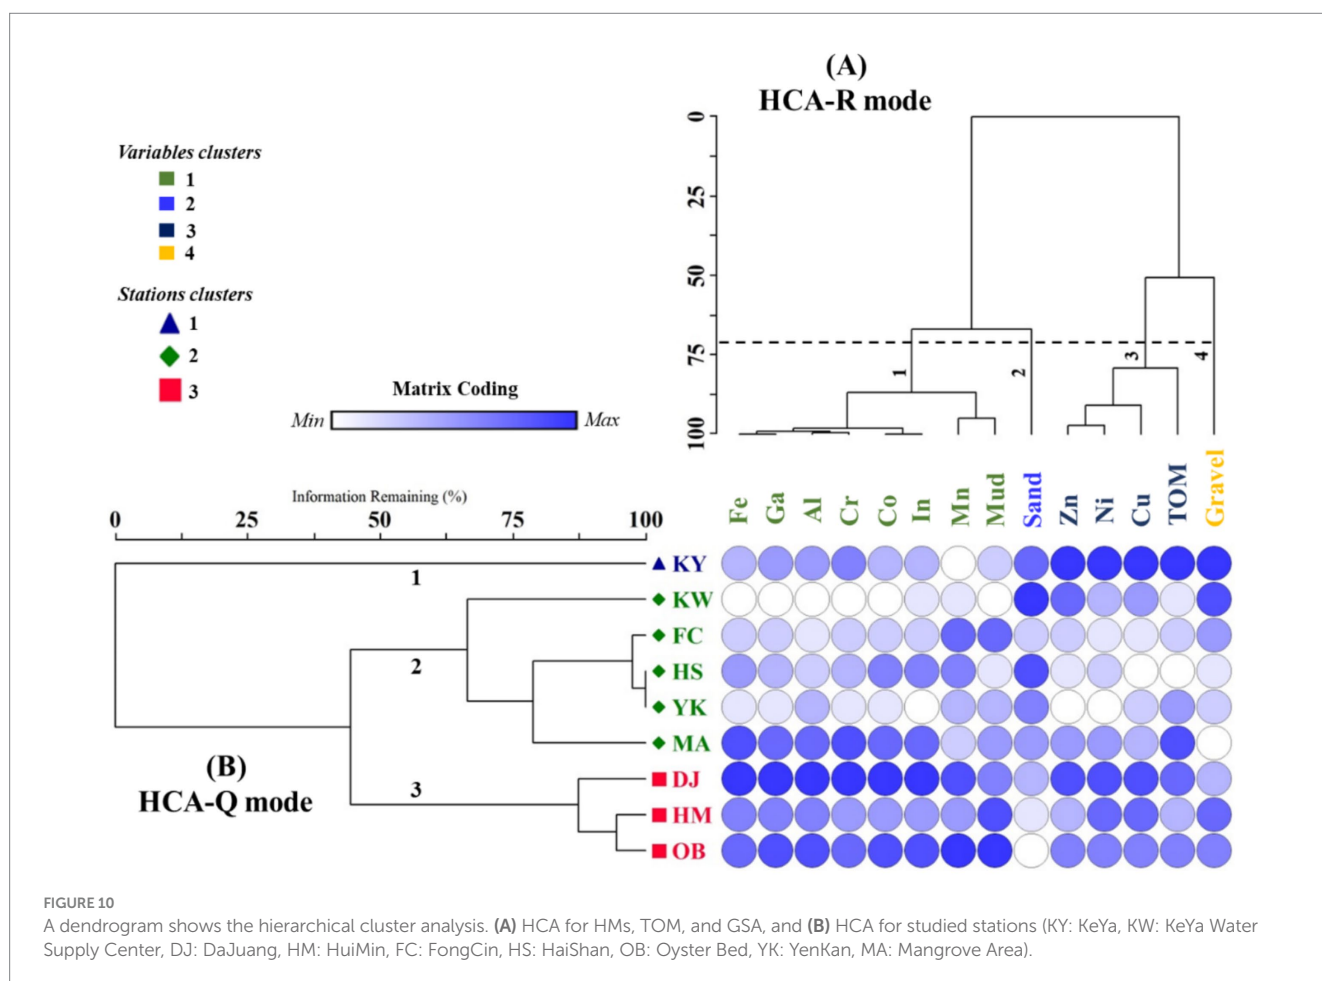 (A)
HCA-R mode
Variables clusters
1
2
3
4
Stations clusters
1
2
3
Matrix Coding
Min Max
0
25
50
75
100
1 2 3 4
Fe Ga Al Cr Co In Mn Mud Sand Zn Ni Cu TOM Gravel
Information Remaining (%)
0 25 50 75 100
KY
1
KW
FC
2
HS
YK
MA
(B)
HCA-Q mode
DJ
3
HM
OB
FIGURE 10
A dendrogram shows the hierarchical cluster analysis. (A) HCA for HMs, TOM, and GSA, and (B) HCA for studied stations (KY: KeYa, KW: KeYa Water
Supply Center, DJ: DaJuang, HM: HuiMin, FC: FongCin, HS: HaiShan, OB: Oyster Bed, YK: YenKan, MA: Mangrove Area).